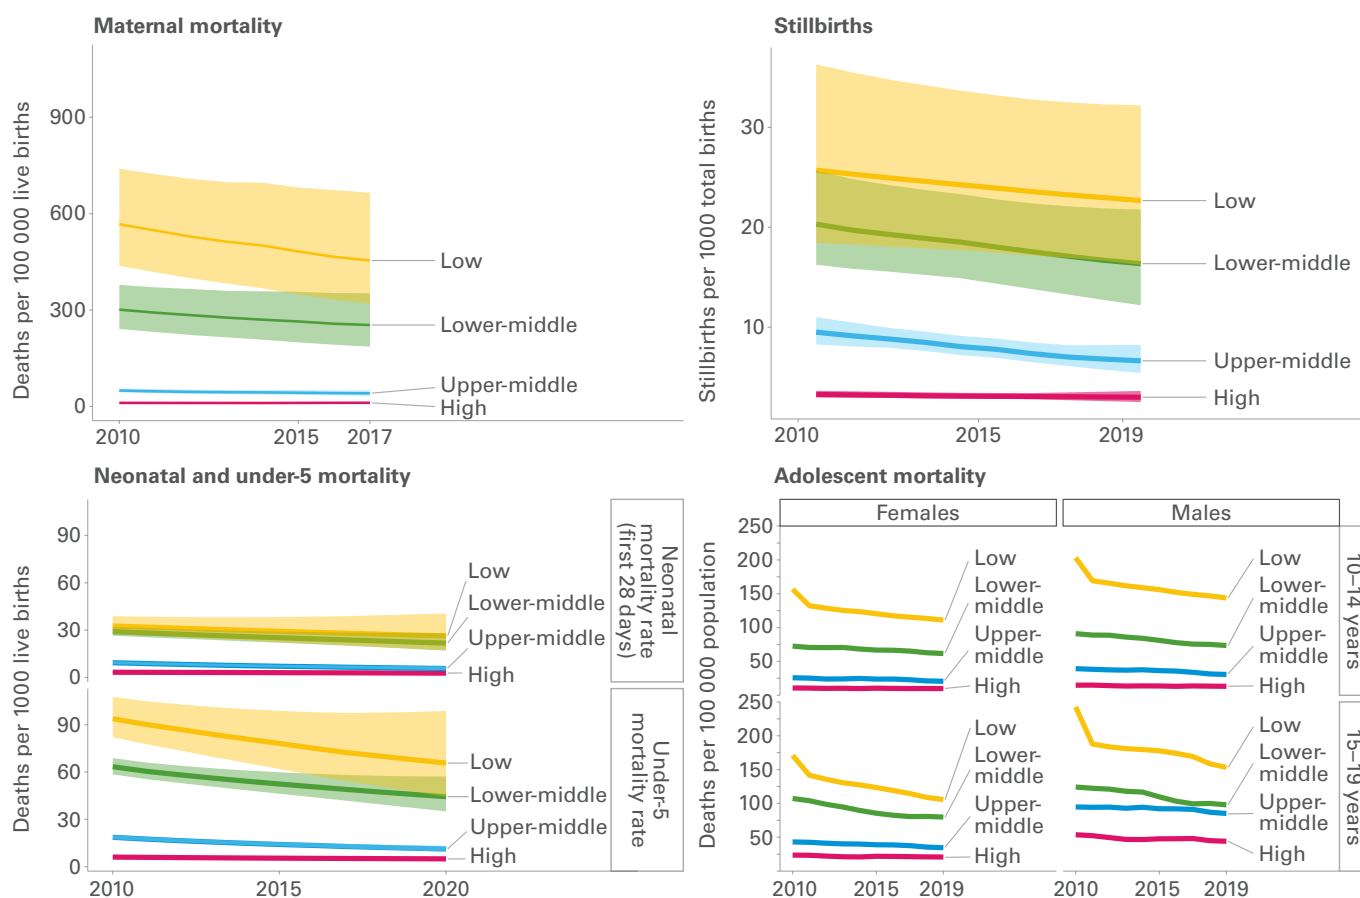 Maternal mortality
Deaths per 100 000 live births
900
600
300
0
2010
2015
2017
Low
Lower-middle
Upper-middle
High
Stillbirths
Stillbirths per 1000 total births
30
20
10
2010
2015
2019
Low
Lower-middle
Upper-middle
High
Neonatal and under-5 mortality
Deaths per 1000 live births
90
60
30
0
Low
Lower-middle
Upper-middle
High
Neonatal
mortality rate
(first 28 days)
90
60
30
0
2010
2015
2020
Low
Lower-middle
Upper-middle
High
Under-5
mortality rate
Adolescent mortality
Deaths per 100 000 population
Females
Males
250
200
150
100
50
Low
Lower-
middle
Upper-
middle
High
Low
Lower-
middle
Upper-
middle
High
10–14 years
250
200
150
100
50
Low
Lower-
middle
Upper-
middle
High
Low
Lower-
middle
Upper-
middle
High
15–19 years
2010
2015
2019
2010
2015
2019